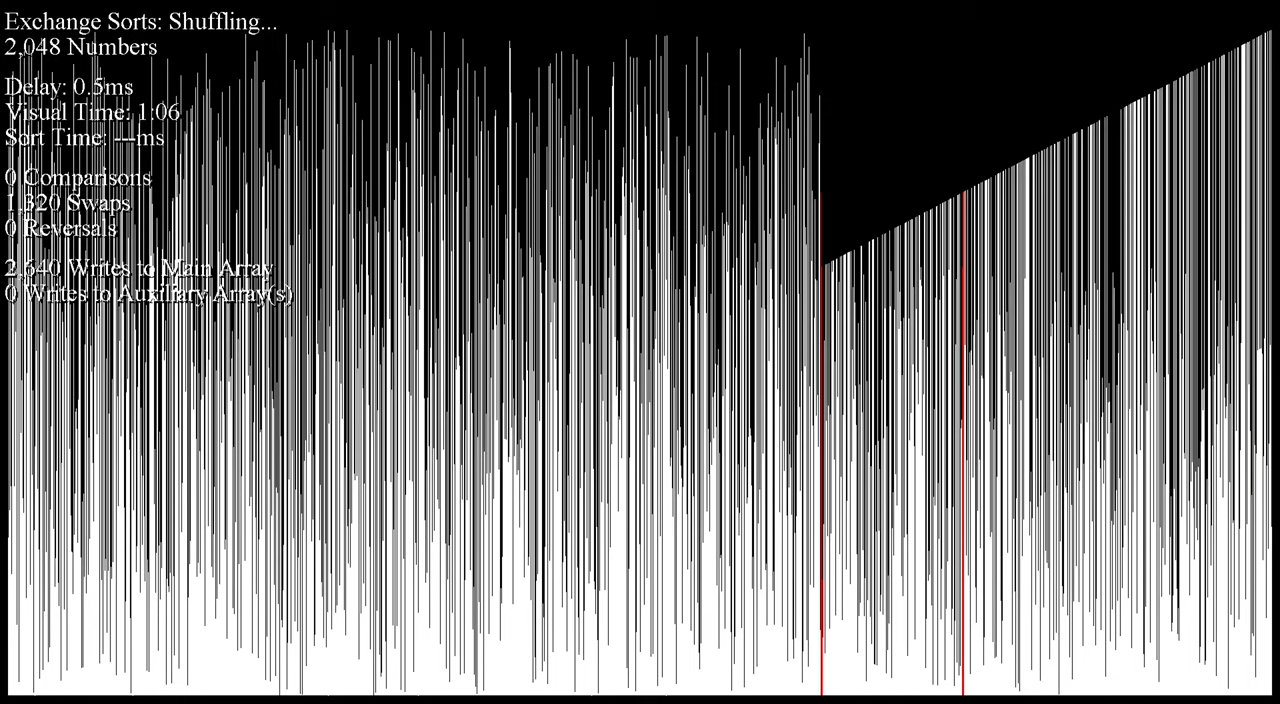 Exchange Sorts: Shuffling...
2,048 Numbers
Delay: 0.5ms
Visual Time: 1:06
Sort Time: ---ms
0 Comparisons
1,320 Swaps
0 Reversals
2,640 Writes to Main Array
0 Writes to Auxiliary Array(s)